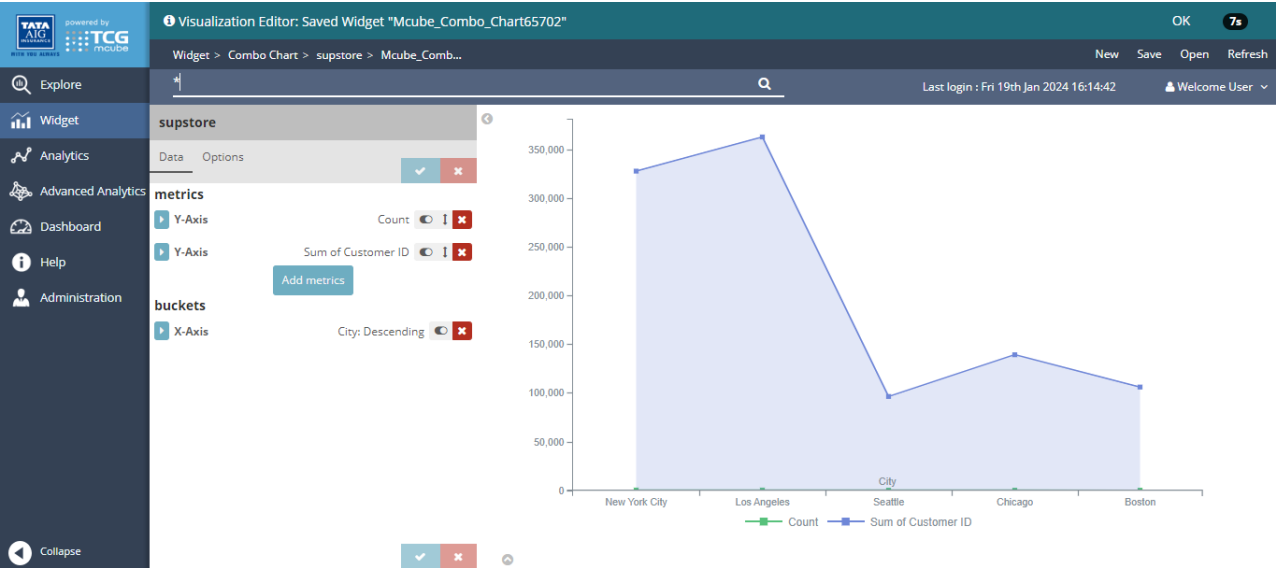 TATA
AIG
INSURANCE
WITH YOU ALWAYS
powered by
TCG
mcube
Visualization Editor: Saved Widget "Mcube_Combo_Chart65702"
OK
7s
Widget > Combo Chart > supstore > Mcube_Comb...
New
Save
Open
Refresh
*
Last login : Fri 19th Jan 2024 16:14:42
Welcome User
Explore
Widget
Analytics
Advanced Analytics
Dashboard
Help
Administration
Collapse
supstore
Data
Options
metrics
Y-Axis
Count
Y-Axis
Sum of Customer ID
Add metrics
buckets
X-Axis
City: Descending
350,000
300,000
250,000
200,000
150,000
100,000
50,000
0
City
New York City
Los Angeles
Seattle
Chicago
Boston
Count
Sum of Customer ID